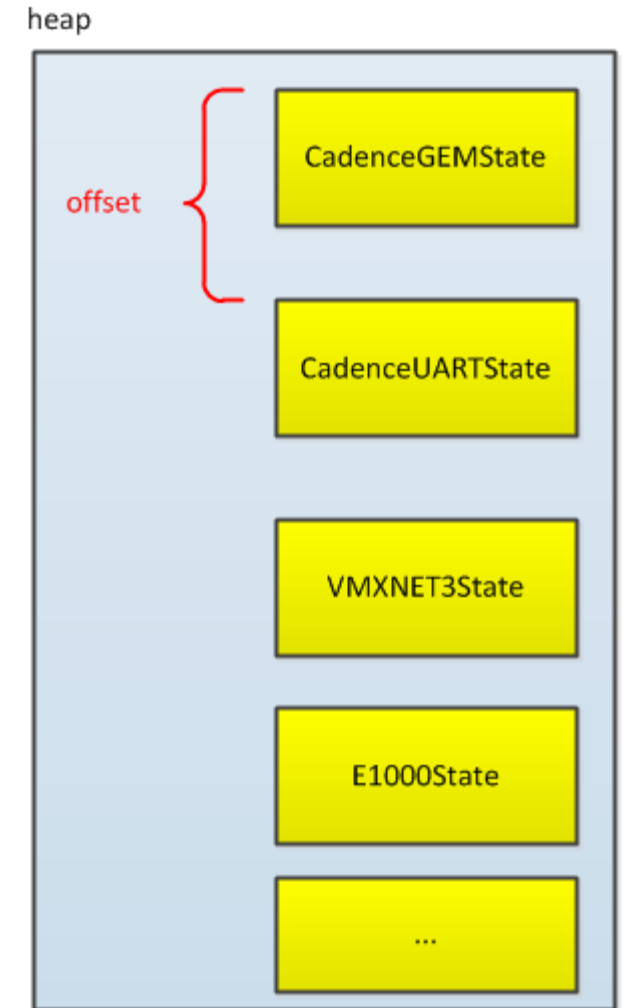 heap
CadenceGEMState
offset
CadenceUARTState
VMXNET3State
E1000State
...